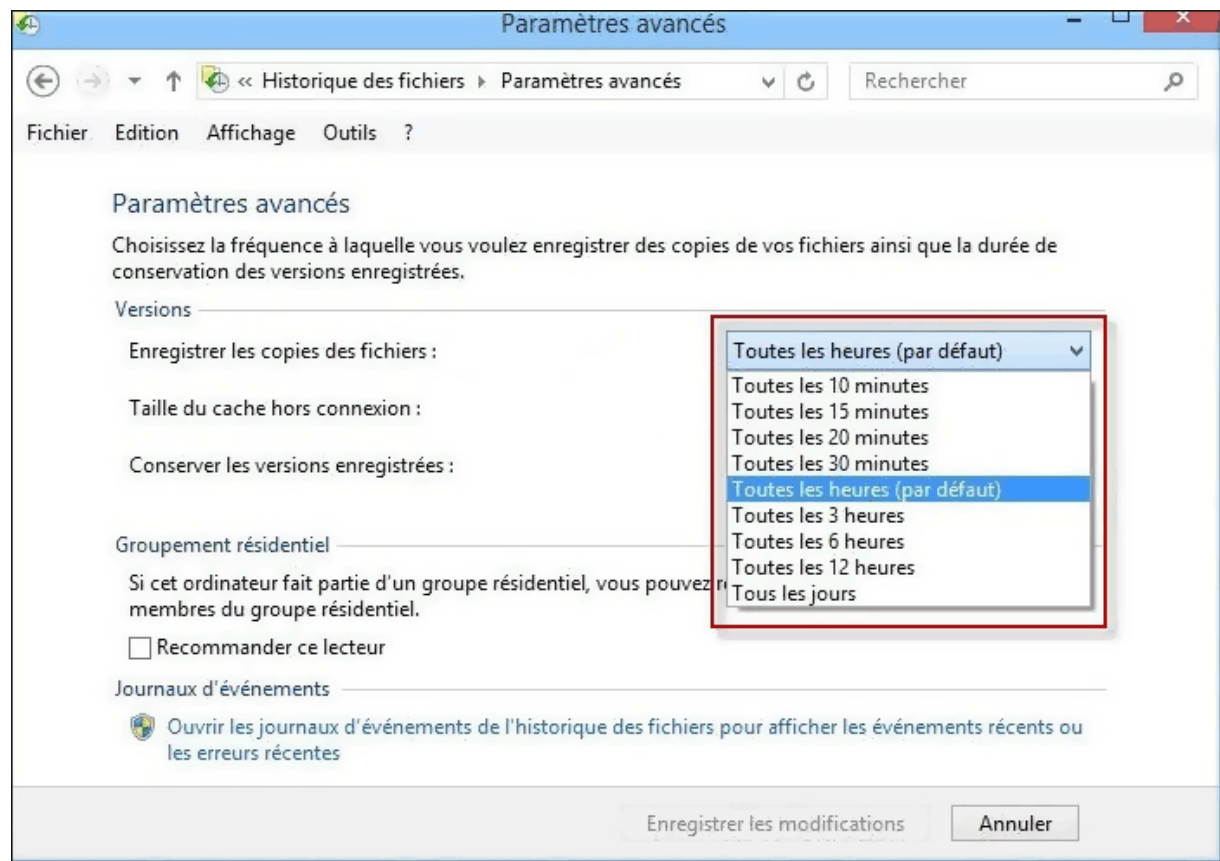 Paramètres avancés
« Historique des fichiers Paramètres avancés Rechercher
Fichier Edition Affichage Outils ?
Paramètres avancés
Choisissez la fréquence à laquelle vous voulez enregistrer des copies de vos fichiers ainsi que la durée de
conservation des versions enregistrées.
Versions
Enregistrer les copies des fichiers : Toutes les heures (par défaut)
Toutes les 10 minutes
Taille du cache hors connexion : Toutes les 15 minutes
Toutes les 20 minutes
Conserver les versions enregistrées : Toutes les 30 minutes
Toutes les heures (par défaut)
Toutes les 3 heures
Groupement résidentiel Toutes les 6 heures
Toutes les 12 heures
Si cet ordinateur fait partie d'un groupe résidentiel, vous pouvez Tous les jours
membres du groupe résidentiel.
Recommander ce lecteur
Journaux d'événements
Ouvrir les journaux d'événements de l'historique des fichiers pour afficher les événements récents ou
les erreurs récentes
Enregistrer les modifications Annuler